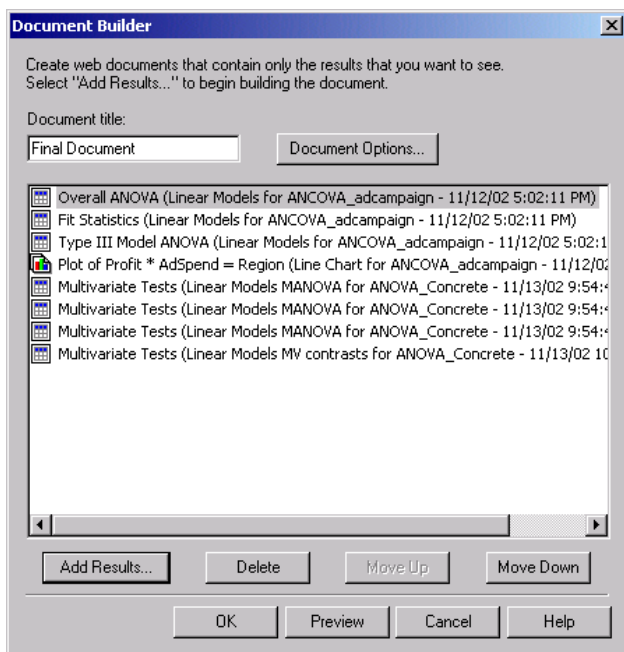 Document Builder
Create web documents that contain only the results that you want to see.
Select "Add Results..." to begin building the document.
Document title:
Final Document
Document Options...
Overall ANOVA (Linear Models for ANCOVA_adcampaign - 11/12/02 5:02:11 PM)
Fit Statistics (Linear Models for ANCOVA_adcampaign - 11/12/02 5:02:11 PM)
Type III Model ANOVA (Linear Models for ANCOVA_adcampaign - 11/12/02 5:02:1
Plot of Profit * AdSpend = Region (Line Chart for ANCOVA_adcampaign - 11/12/02
Multivariate Tests (Linear Models MANOVA for ANOVA_Concrete - 11/13/02 9:54:4
Multivariate Tests (Linear Models MANOVA for ANOVA_Concrete - 11/13/02 9:54:4
Multivariate Tests (Linear Models MANOVA for ANOVA_Concrete - 11/13/02 9:54:4
Multivariate Tests (Linear Models MV contrasts for ANOVA_Concrete - 11/13/02 10
Add Results...
Delete
Move Up
Move Down
OK
Preview
Cancel
Help